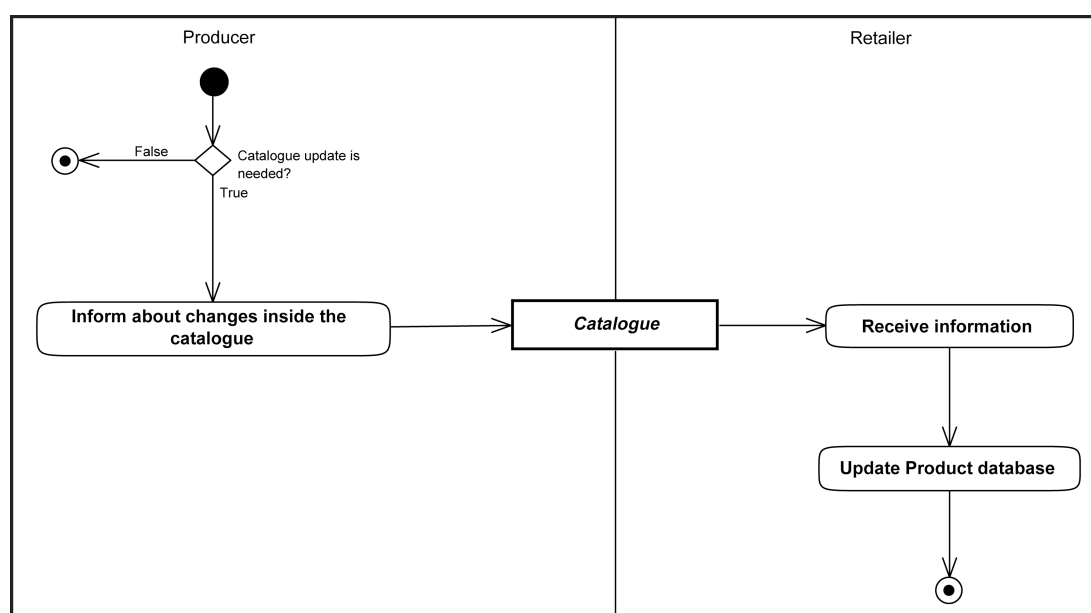 Producer
Retailer
False
Catalogue update is
needed?
True
Inform about changes inside the
catalogue
Catalogue
Receive information
Update Product database